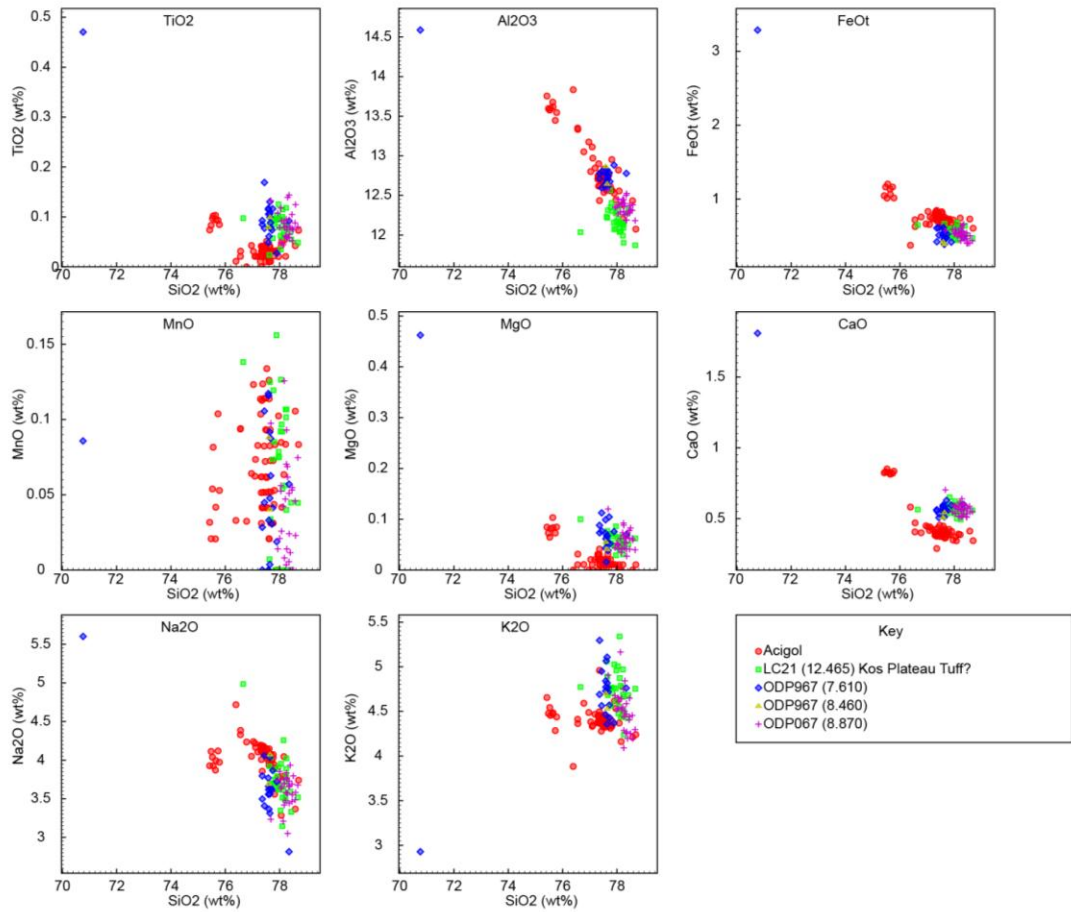 TiO2
TiO2 (wt%)
0.5
0.4
0.3
0.2
0.1
0
70 72 74 76 78
SiO2 (wt%)
Al2O3
Al2O3 (wt%)
14.5
14
13.5
13
12.5
12
70 72 74 76 78
SiO2 (wt%)
FeOt
FeOt (wt%)
3
2
1
0
70 72 74 76 78
SiO2 (wt%)
MnO
MnO (wt%)
0.15
0.1
0.05
0
70 72 74 76 78
SiO2 (wt%)
MgO
MgO (wt%)
0.5
0.4
0.3
0.2
0.1
0
70 72 74 76 78
SiO2 (wt%)
CaO
CaO (wt%)
1.5
1
0.5
70 72 74 76 78
SiO2 (wt%)
Na2O
Na2O (wt%)
5.5
5
4.5
4
3.5
3
70 72 74 76 78
SiO2 (wt%)
K2O
K2O (wt%)
5.5
5
4.5
4
3.5
3
70 72 74 76 78
SiO2 (wt%)
Key
Acigol
LC21 (12.465) Kos Plateau Tuff?
ODP967 (7.610)
ODP967 (8.460)
ODP067 (8.870)